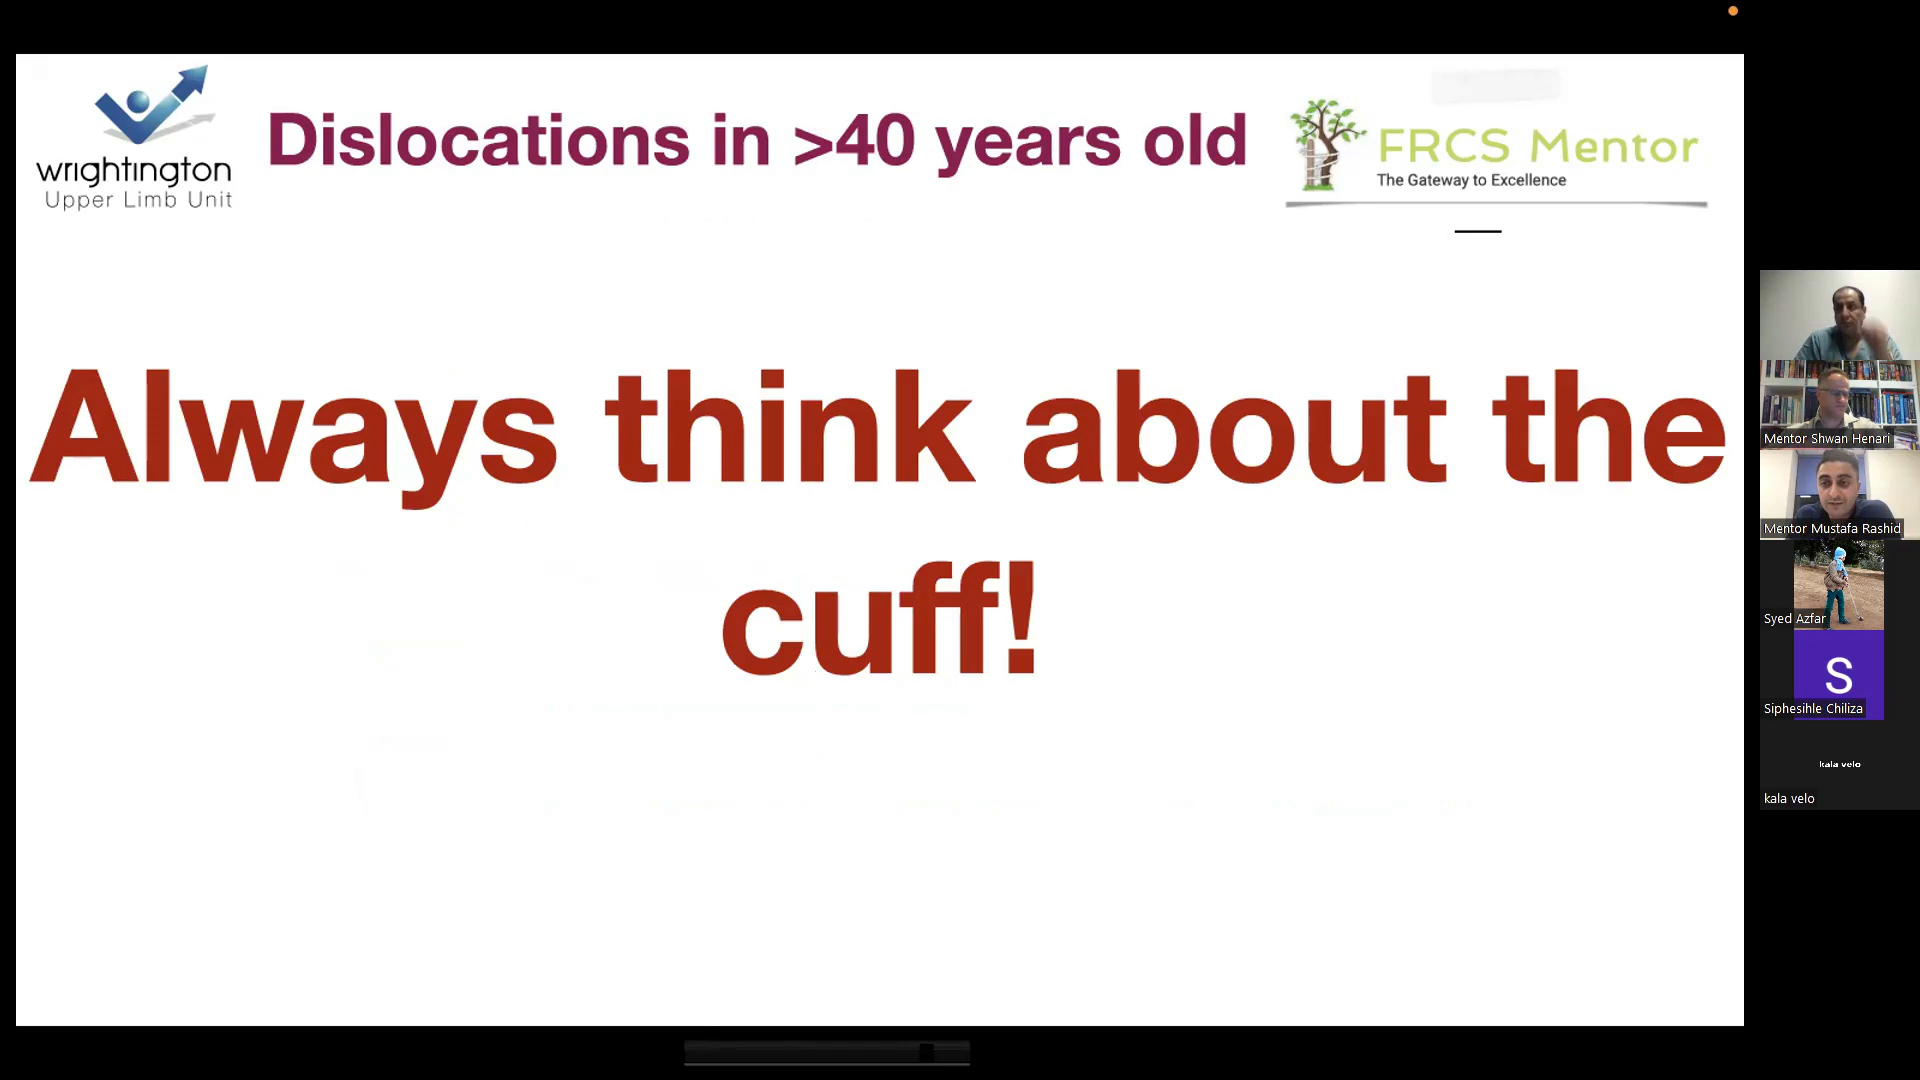 wrightington
Upper Limb Unit
Dislocations in >40 years old
FRCS Mentor
The Gateway to Excellence
Always think about the
cuff!
Mentor Shwan Henari
Mentor Mustafa Rashid
Syed Azfar
S
Siphesihle Chiliza
kala velo
kala velo